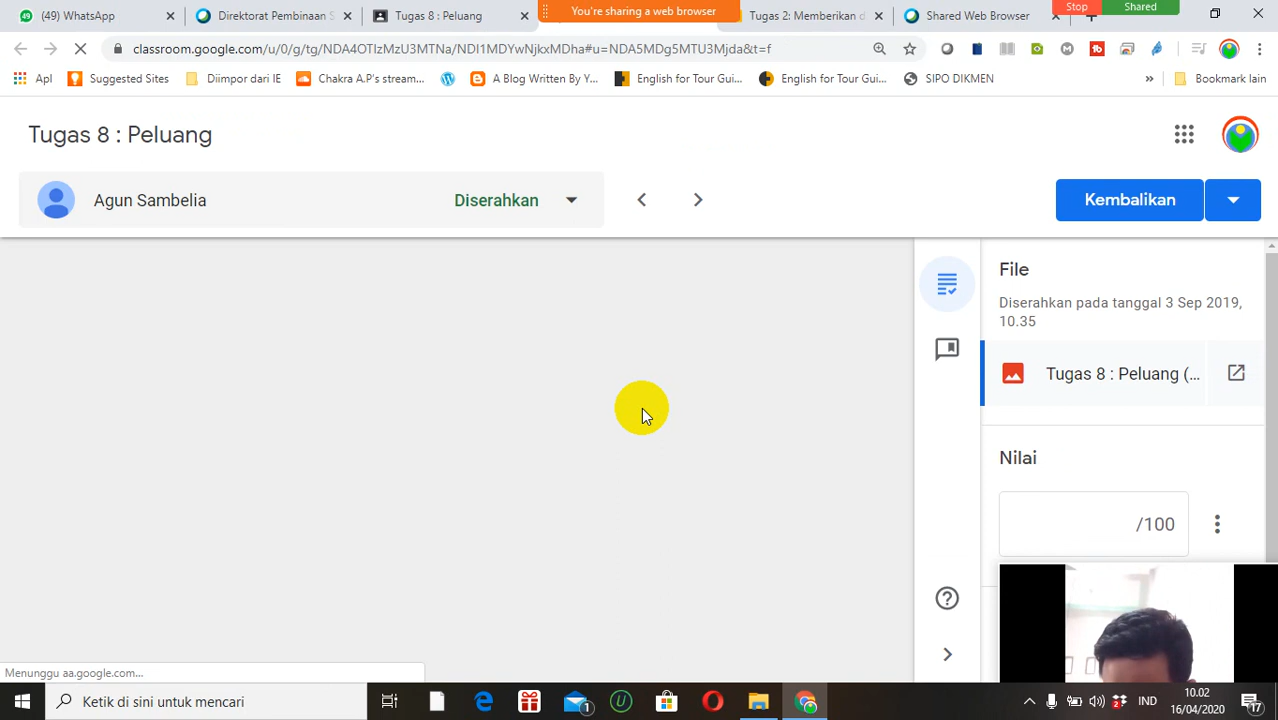 (49) WhatsApp
Direktorat Pembinaan S
Tugas 8 : Peluang
You're sharing a web browser
Tugas 2: Memberikan d
Shared Web Browser
Stop
Shared
classroom.google.com/u/0/g/tg/NDA4OTIzMzU3MTNa/NDI1MDYwNjkxMDha#u=NDA5MDg5MTU3Mjda&t=f
Apl
Suggested Sites
Diimpor dari IE
Chakra A.P's stream...
A Blog Written By Y...
English for Tour Gui...
English for Tour Gui...
SIPO DIKMEN
»
Bookmark lain
Tugas 8 : Peluang
Agun Sambelia
Diserahkan
Kembalikan
File
Diserahkan pada tanggal 3 Sep 2019,
10.35
Tugas 8 : Peluang (...
Nilai
/100
Menunggu aa.google.com...
Ketik di sini untuk mencari
1
IND
10.02
16/04/2020
17